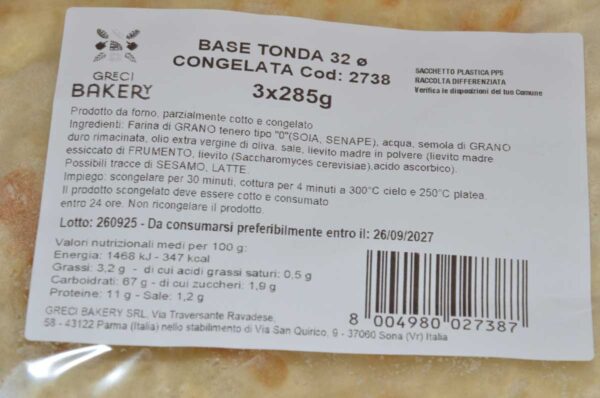 GRECI
BAKERY
BASE TONDA 32 ø
CONGELATA Cod: 2738
3x285g
SACCHETTO PLASTICA PP5
RACCOLTA DIFFERENZIATA
Verifica le disposizioni del tuo Comune
Prodotto da forno, parzialmente cotto e congelato
Ingredienti: Farina di GRANO tenero tipo "0"(SOIA, SENAPE), acqua, semola di GRANO
duro rimacinata, olio extra vergine di oliva, sale, lievito madre in polvere (lievito madre
essiccato di FRUMENTO, lievito (Saccharomyces cerevisiae),acido ascorbico).
Possibili tracce di SESAMO, LATTE.
Impiego: scongelare per 30 minuti, cottura per 4 minuti a 300°C cielo e 250°C platea.
Il prodotto scongelato deve essere cotto e consumato
entro 24 ore. Non ricongelare il prodotto.
Lotto: 260925 - Da consumarsi preferibilmente entro il: 26/09/2027
Valori nutrizionali medi per 100 g:
Energia: 1468 kJ - 347 kcal
Grassi: 3,2 g - di cui acidi grassi saturi: 0,5 g
Carboidrati: 67 g - di cui zuccheri: 1,9 g
Proteine: 11 g - Sale: 1,2 g
GRECI BAKERY SRL, Via Traversante Ravadese,
58 - 43122 Parma (Italia) nello stabilimento di Via San Quirico, 9 - 37060 Sona (Vr) Italia
8 004980 027387